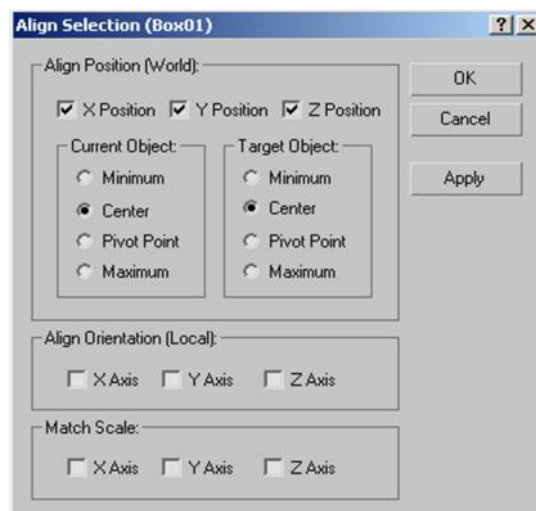 Align Selection (Box01)
Align Position (World):
X Position Y Position Z Position
Current Object: Target Object:
Minimum Minimum
Center Center
Pivot Point Pivot Point
Maximum Maximum
OK
Cancel
Apply
Align Orientation (Local):
X Axis Y Axis Z Axis
Match Scale:
X Axis Y Axis Z Axis